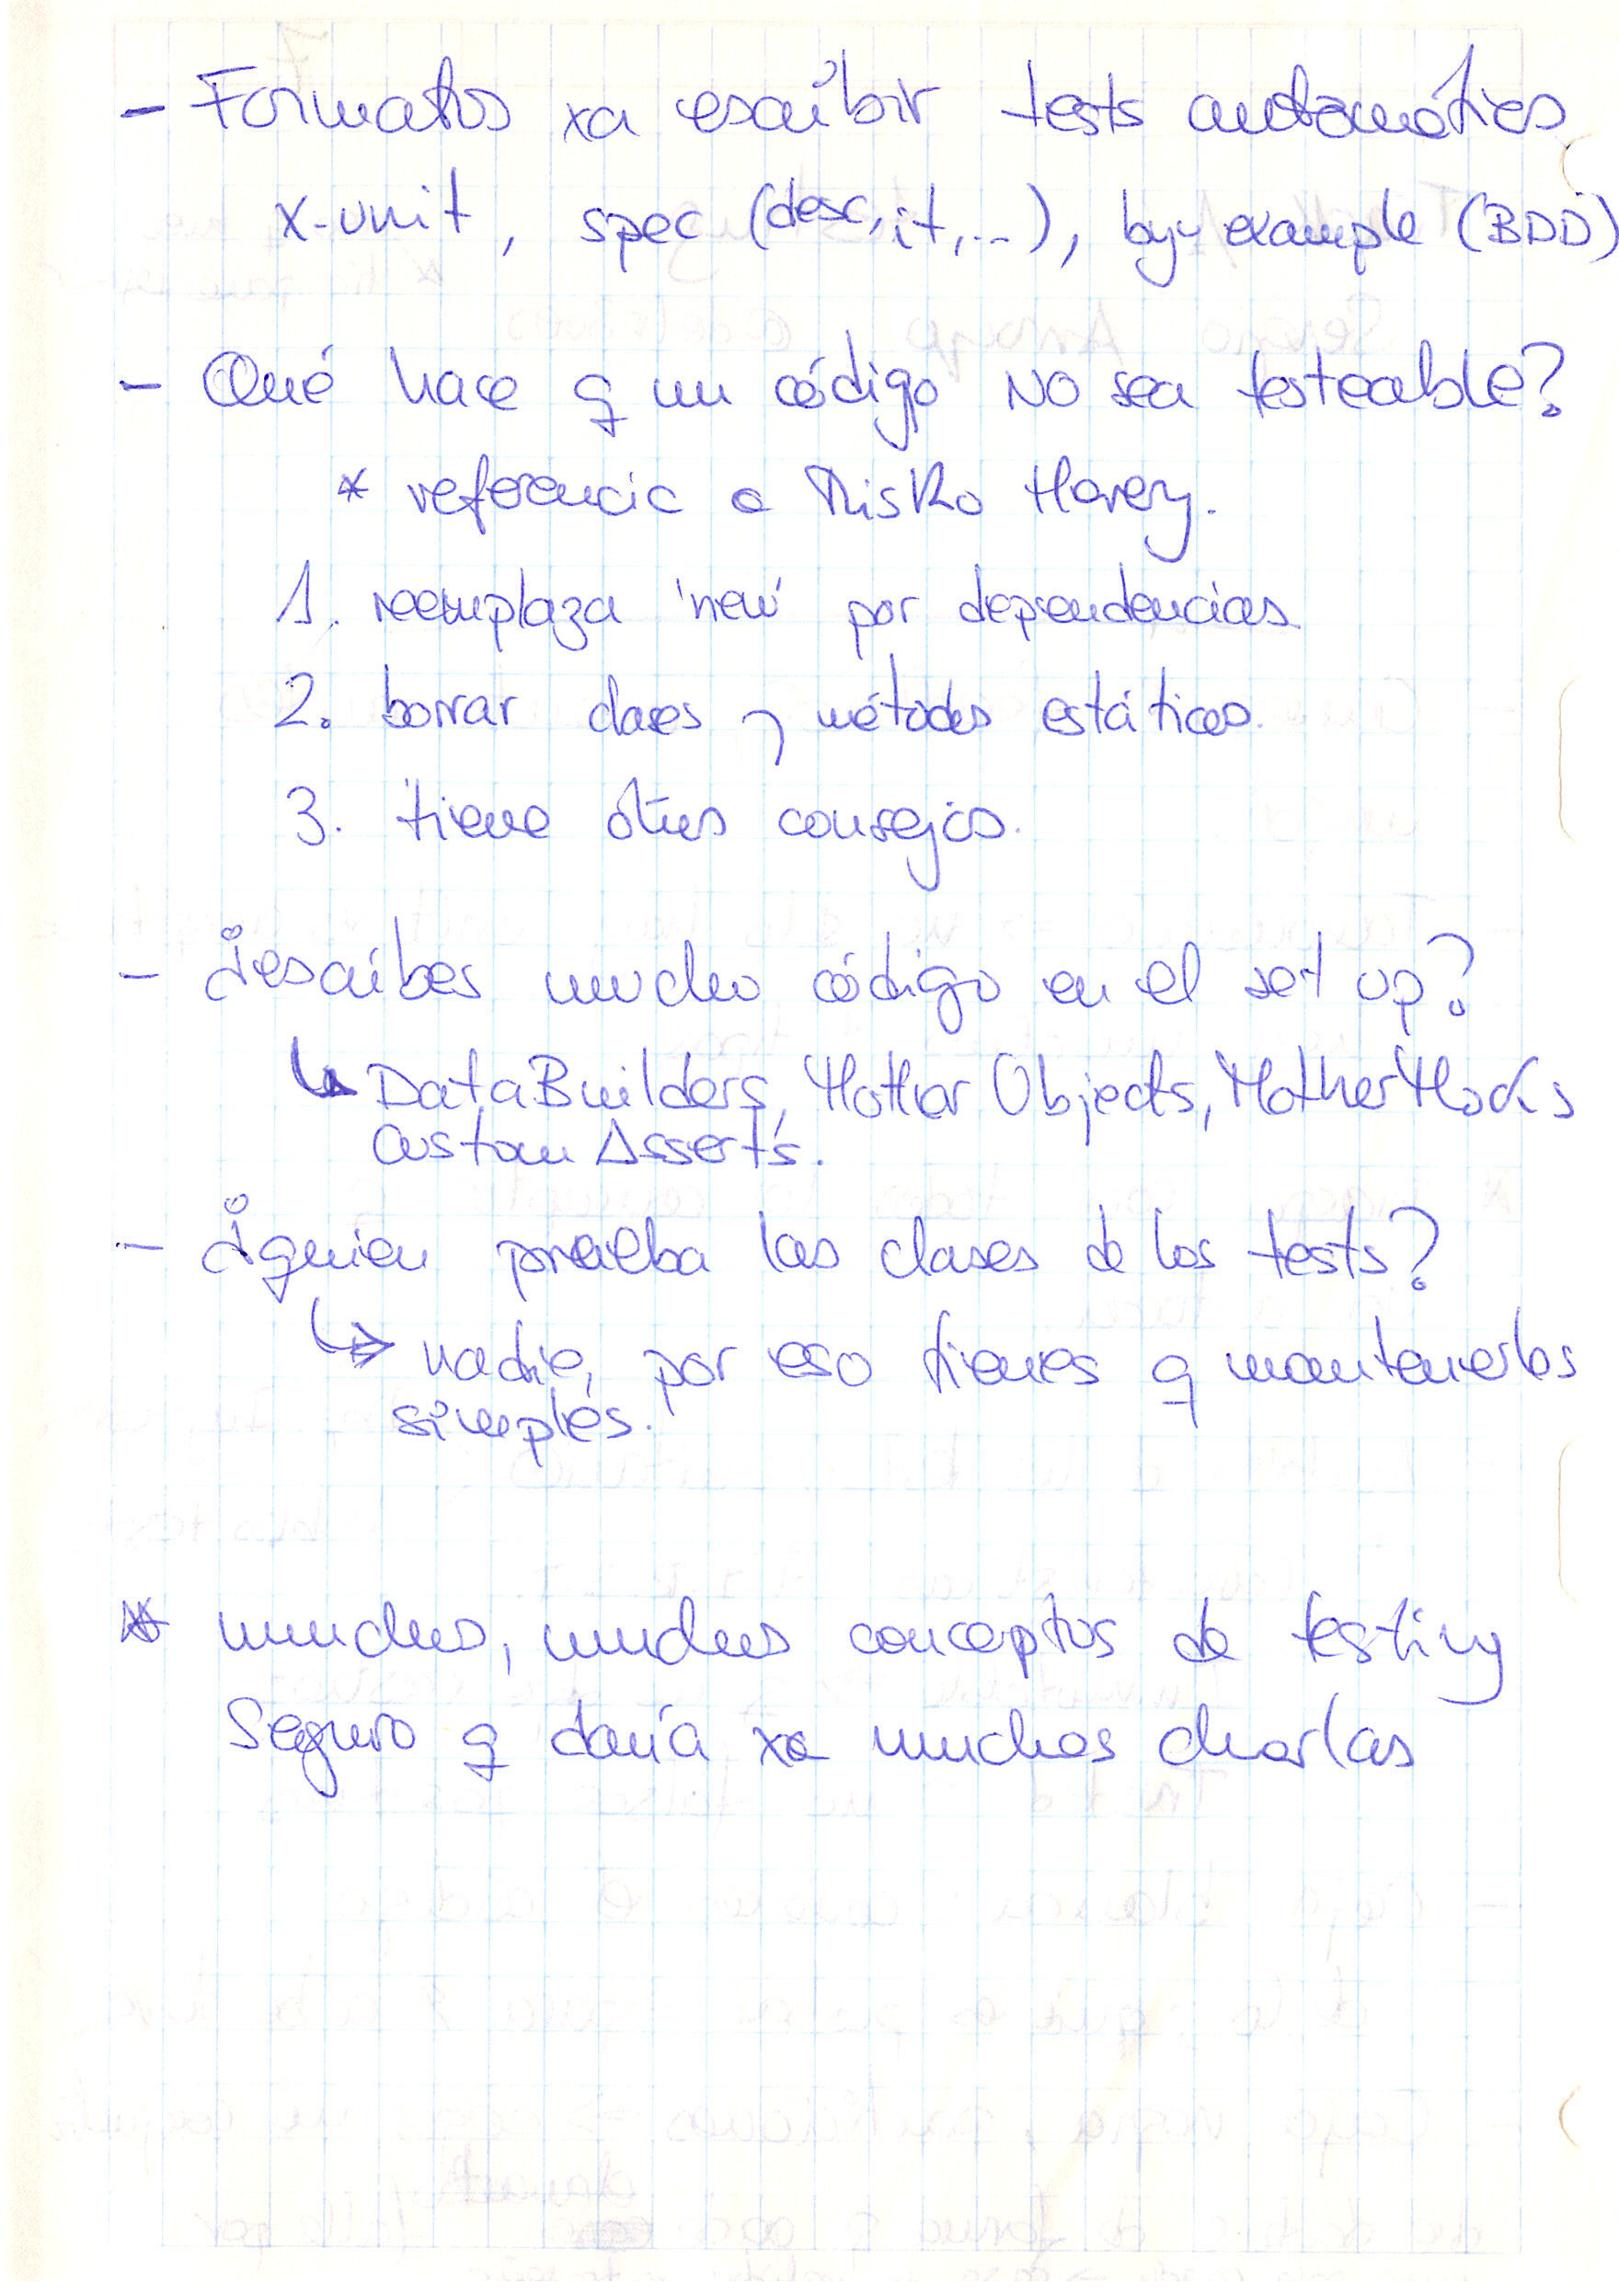 - Formatos xa escribir tests automáticos
x-unit, spec (desc, it, ...), by-example (BDD)
- Qué hace q un código NO sea testeable?
* referencia a Misko Hevery.
1. reemplaza 'new' por dependencias.
2. borrar clases y métodos estáticos.
3. tiene otros consejos.
- ¿escribes mucho código en el set up?
↳ DataBuilders, Mother Objects, MotherMocks
Custom Asserts.
- ¿quien prueba las clases de los tests?
↳ nadie, por eso tienes q mantenerlos
simples.
* muchos, muchos conceptos de testing
Seguro q daría xa muchas charlas